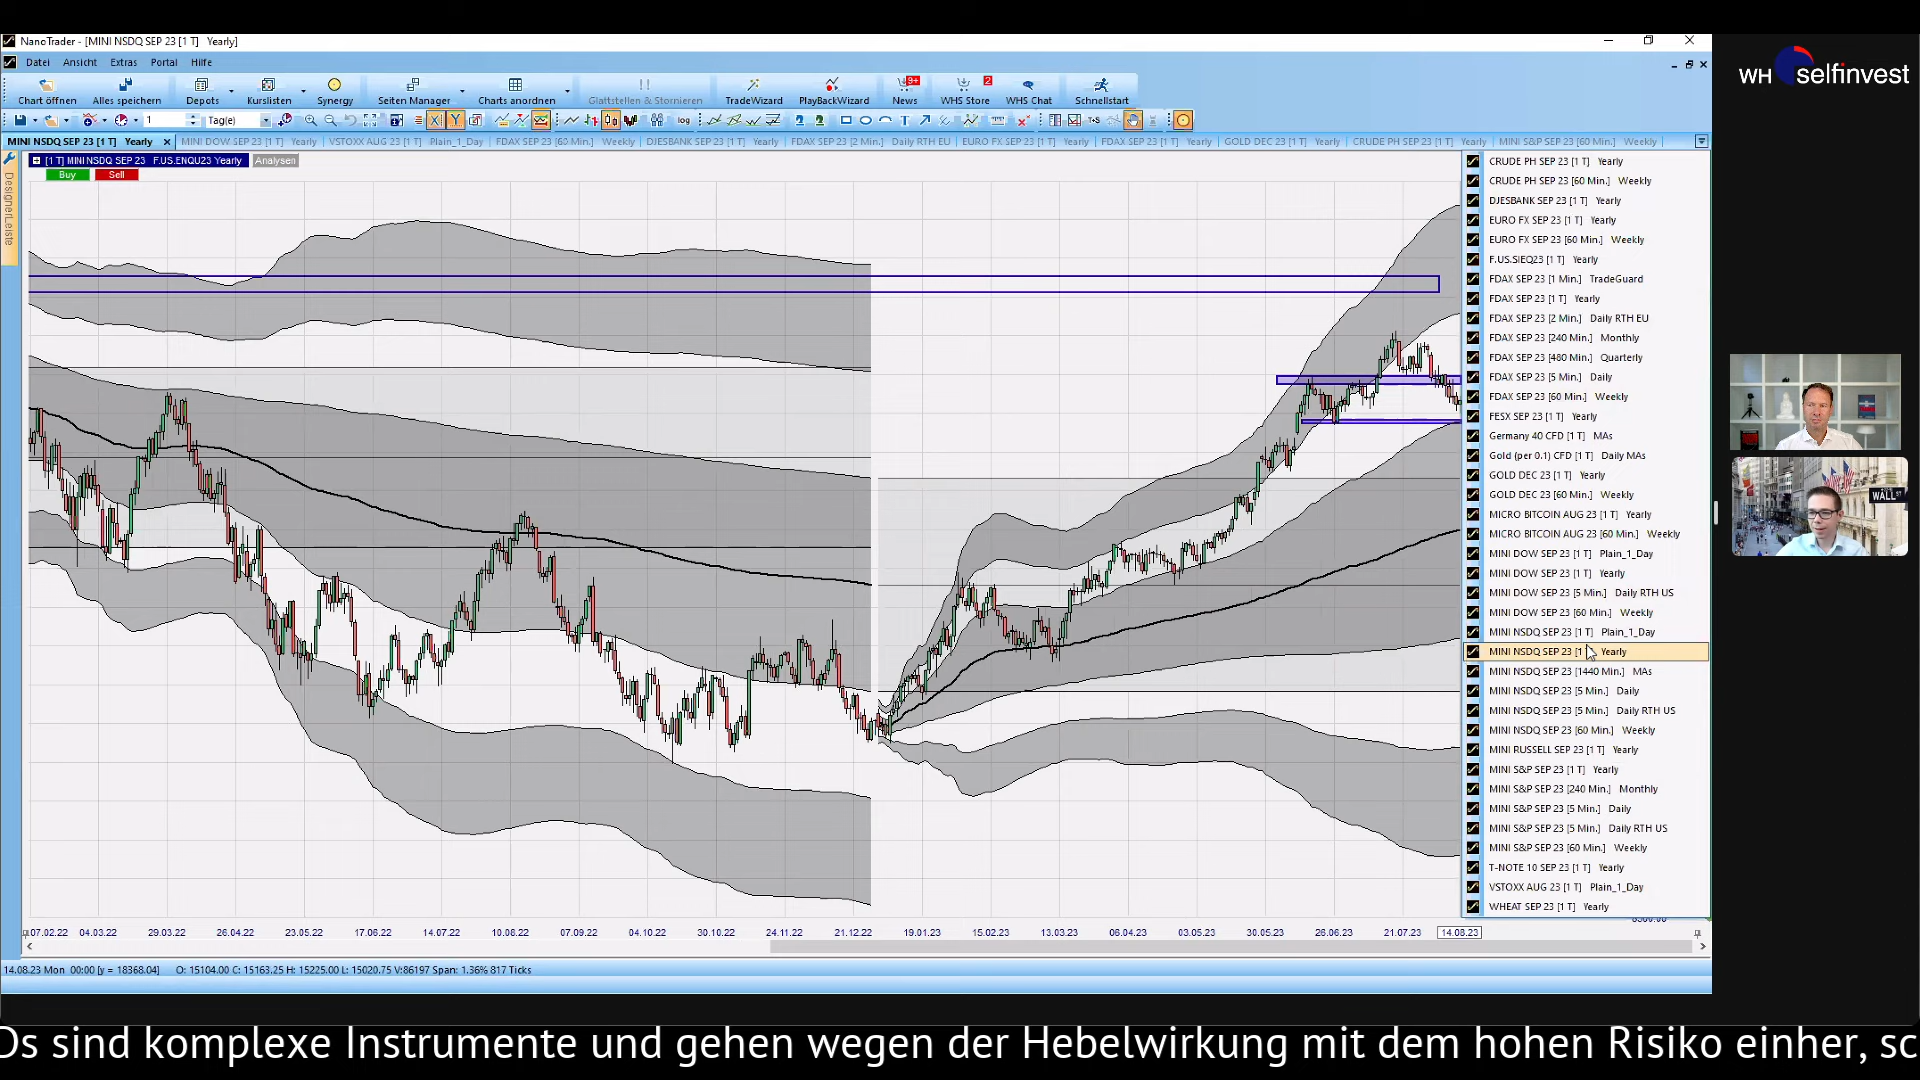 NanoTrader - [MINI NSDQ SEP 23 [1 T] Yearly]
WH selfinvest
Datei Ansicht Extras Portal Hilfe
Chart öffnen Alles speichern Depots Kurslisten Synergy Seiten Manager Charts anordnen Glattstellen & Stornieren TradeWizard PlayBackWizard 9+ News 2 WHS Store WHS Chat Schnellstart
1 Tag(e)
MINI NSDQ SEP 23 [1 T] Yearly MINI DOW SEP 23 [1 T] Yearly VSTOXX AUG 23 [1 T] Plain_1_Day FDAX SEP 23 [60 Min.] Weekly DJESBANK SEP 23 [1 T] Yearly FDAX SEP 23 [2 Min.] Daily RTH EU EURO FX SEP 23 [1 T] Yearly FDAX SEP 23 [1 T] Yearly GOLD DEC 23 [1 T] Yearly CRUDE PH SEP 23 [1 T] Yearly MINI S&P SEP 23 [60 Min.] Weekly
[1 T] MINI NSDQ SEP 23 F.US.ENQU23 Yearly Analysen
Buy Sell
DesignerLeiste
CRUDE PH SEP 23 [1 T] Yearly
CRUDE PH SEP 23 [60 Min.] Weekly
DJESBANK SEP 23 [1 T] Yearly
EURO FX SEP 23 [1 T] Yearly
EURO FX SEP 23 [60 Min.] Weekly
F.US.SIEQ23 [1 T] Yearly
FDAX SEP 23 [1 Min.] TradeGuard
FDAX SEP 23 [1 T] Yearly
FDAX SEP 23 [2 Min.] Daily RTH EU
FDAX SEP 23 [240 Min.] Monthly
FDAX SEP 23 [480 Min.] Quarterly
FDAX SEP 23 [5 Min.] Daily
FDAX SEP 23 [60 Min.] Weekly
FESX SEP 23 [1 T] Yearly
Germany 40 CFD [1 T] MAs
Gold (per 0.1) CFD [1 T] Daily MAs
GOLD DEC 23 [1 T] Yearly
GOLD DEC 23 [60 Min.] Weekly
MICRO BITCOIN AUG 23 [1 T] Yearly
MICRO BITCOIN AUG 23 [60 Min.] Weekly
MINI DOW SEP 23 [1 T] Plain_1_Day
MINI DOW SEP 23 [1 T] Yearly
MINI DOW SEP 23 [5 Min.] Daily RTH US
MINI DOW SEP 23 [60 Min.] Weekly
MINI NSDQ SEP 23 [1 T] Plain_1_Day
MINI NSDQ SEP 23 [1 Yearly
MINI NSDQ SEP 23 [1440 Min.] MAs
MINI NSDQ SEP 23 [5 Min.] Daily
MINI NSDQ SEP 23 [5 Min.] Daily RTH US
MINI NSDQ SEP 23 [60 Min.] Weekly
MINI RUSSELL SEP 23 [1 T] Yearly
MINI S&P SEP 23 [1 T] Yearly
MINI S&P SEP 23 [240 Min.] Monthly
MINI S&P SEP 23 [5 Min.] Daily
MINI S&P SEP 23 [5 Min.] Daily RTH US
MINI S&P SEP 23 [60 Min.] Weekly
T-NOTE 10 SEP 23 [1 T] Yearly
VSTOXX AUG 23 [1 T] Plain_1_Day
WHEAT SEP 23 [1 T] Yearly
WALL
07.02.22 04.03.22 29.03.22 26.04.22 23.05.22 17.06.22 14.07.22 10.08.22 07.09.22 04.10.22 30.10.22 24.11.22 21.12.22 19.01.23 15.02.23 13.03.23 06.04.23 03.05.23 30.05.23 26.06.23 21.07.23 14.08.23
14.08.23 Mon 00:00 [y = 18368.04) O: 15104.00 C: 15163.25 H: 15225.00 L: 15020.75 V:86197 Span: 1.36% 817 Ticks
Ds sind komplexe Instrumente und gehen wegen der Hebelwirkung mit dem hohen Risiko einher, sc